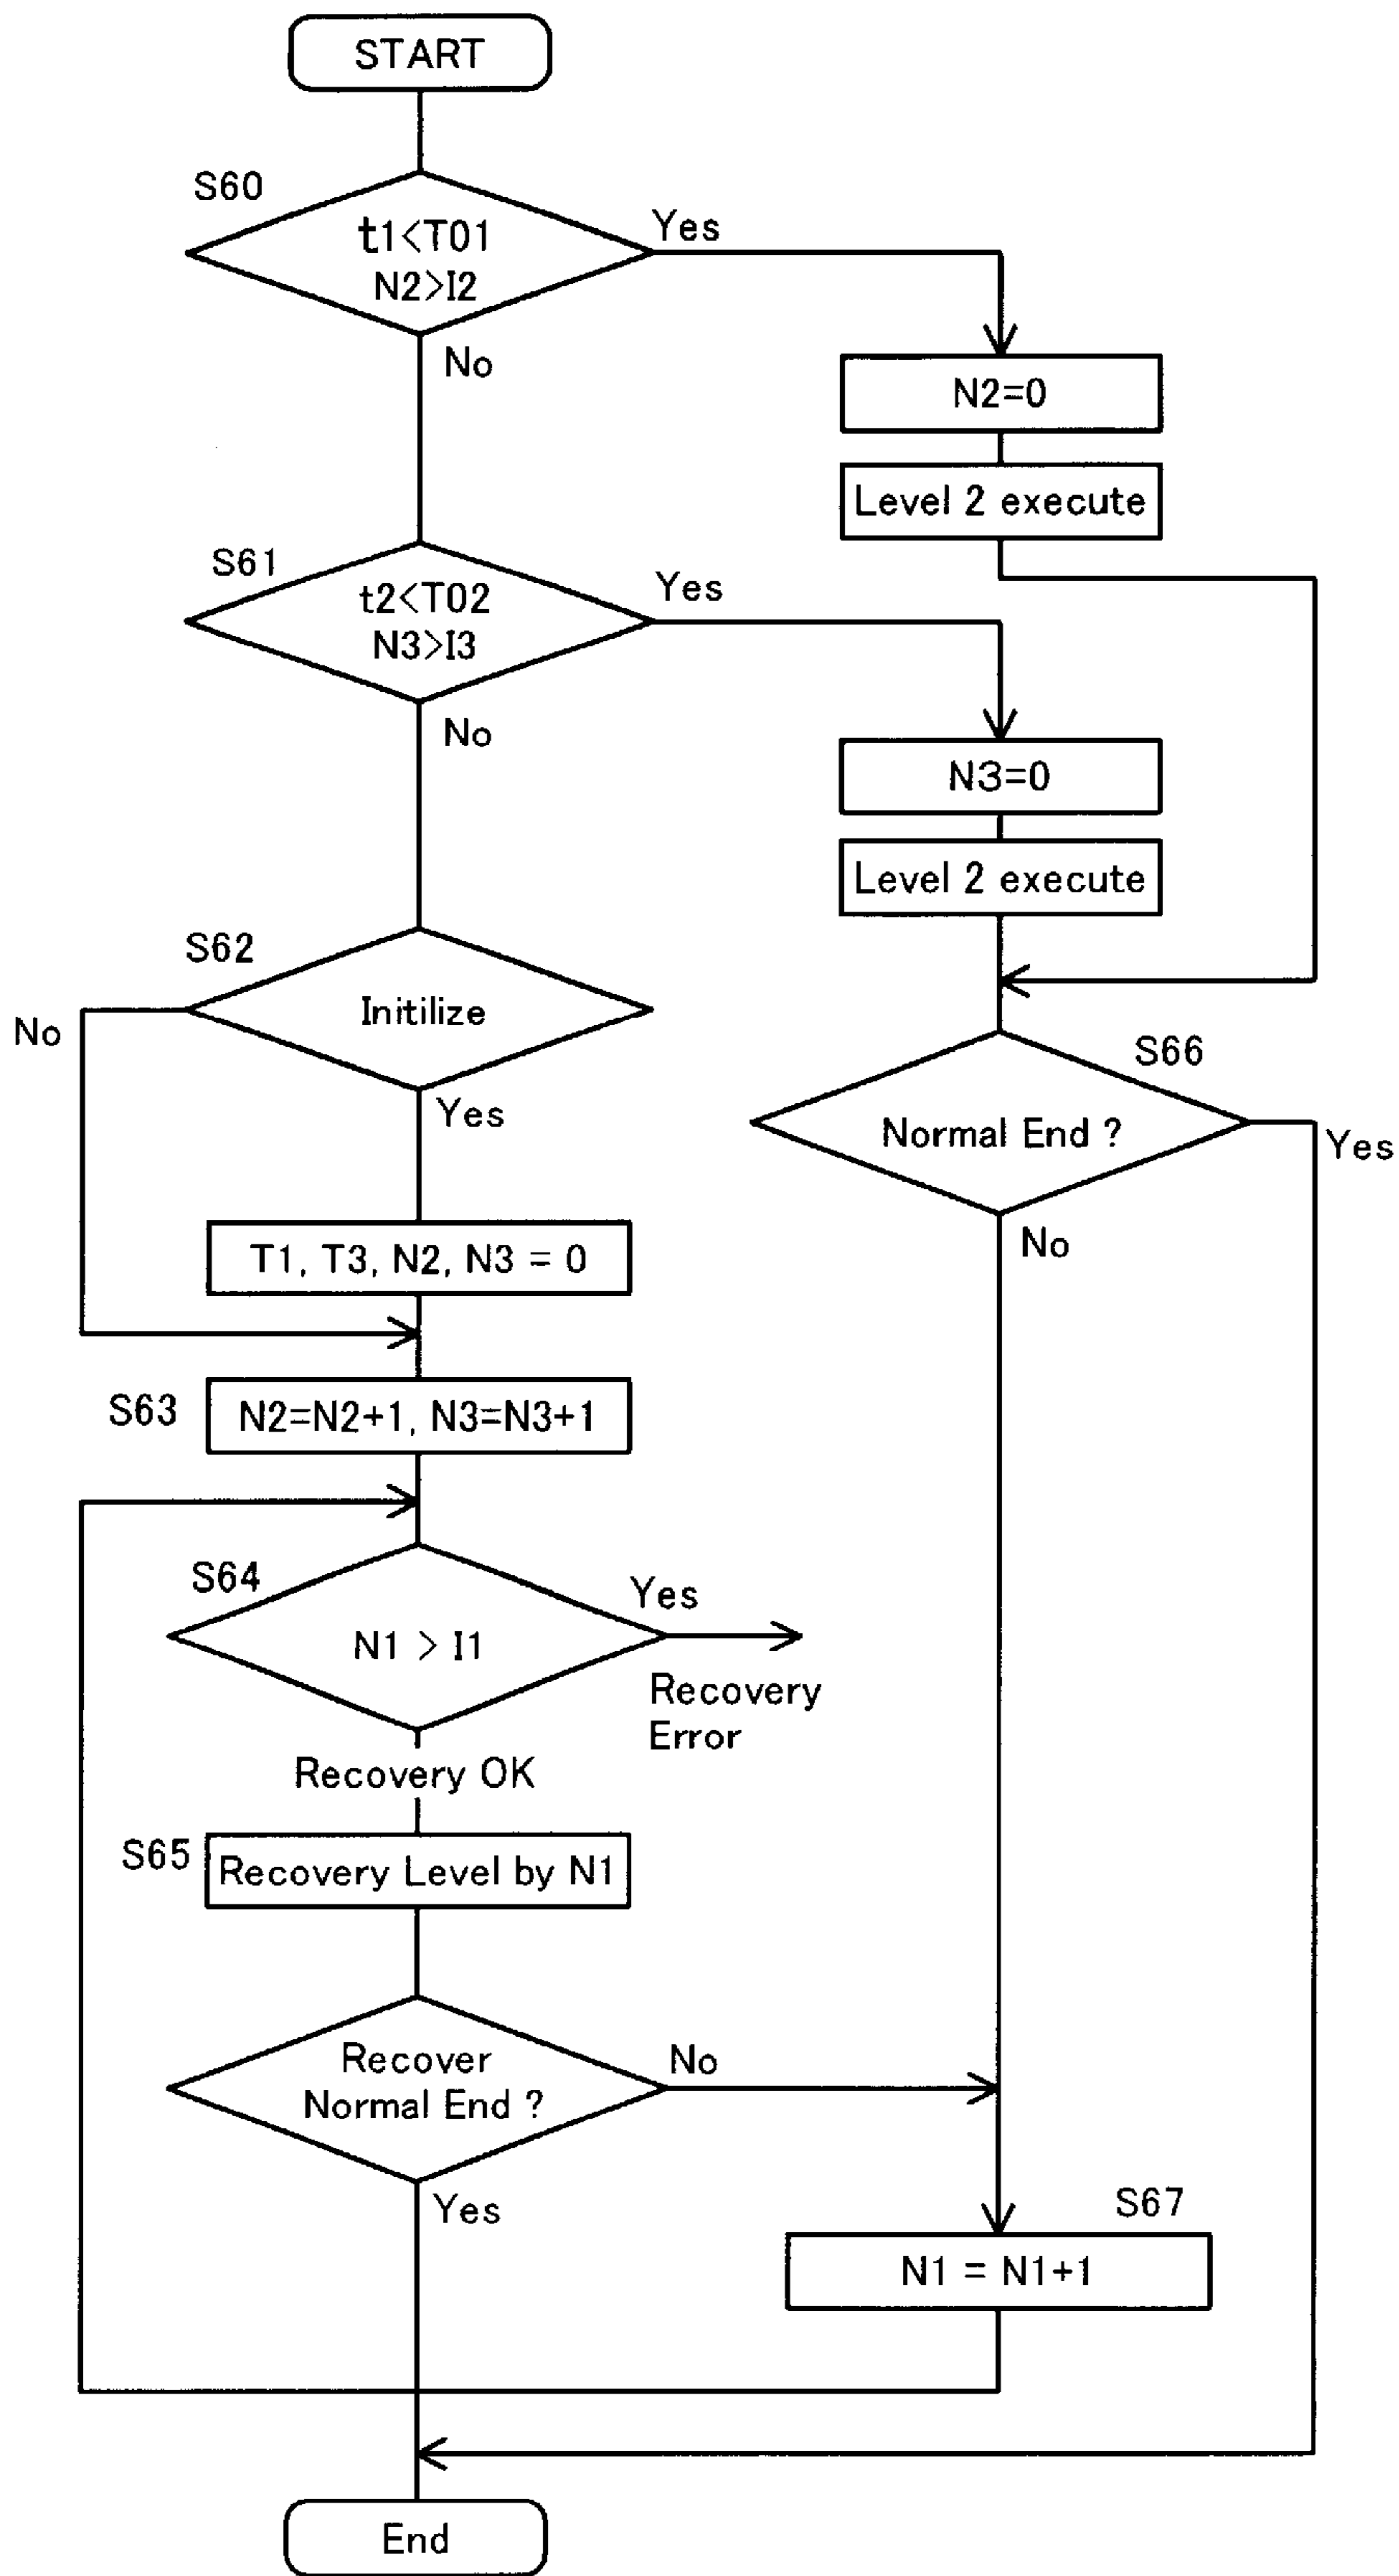 START
S60
t1<T01
N2>I2
Yes
No
N2=0
Level 2 execute
S61
t2<T02
N3>I3
Yes
No
N3=0
Level 2 execute
S62
Initilize
No
Yes
S66
Normal End ?
Yes
No
T1, T3, N2, N3 = 0
S63
N2=N2+1, N3=N3+1
S64
N1 > I1
Yes
Recovery
Error
Recovery OK
S65
Recovery Level by N1
Recover
Normal End ?
No
Yes
S67
N1 = N1+1
End